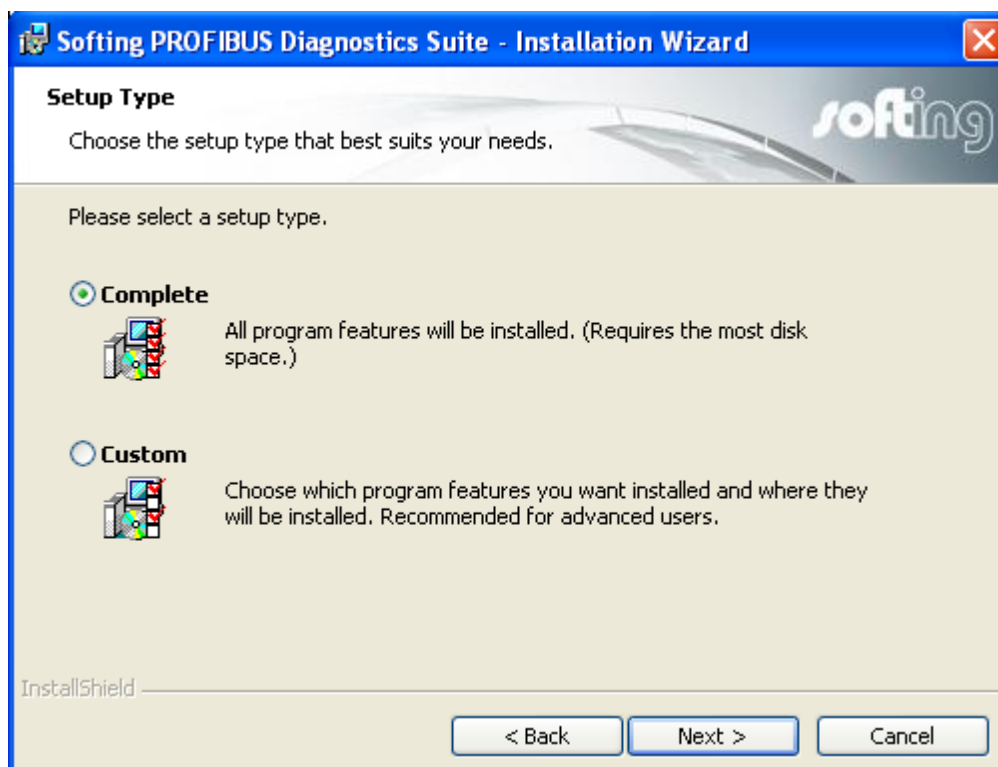 Softing PROFIBUS Diagnostics Suite - Installation Wizard
Setup Type
softing
Choose the setup type that best suits your needs.
Please select a setup type.
Complete
All program features will be installed. (Requires the most disk
space.)
Custom
Choose which program features you want installed and where they
will be installed. Recommended for advanced users.
InstallShield
< Back
Next >
Cancel